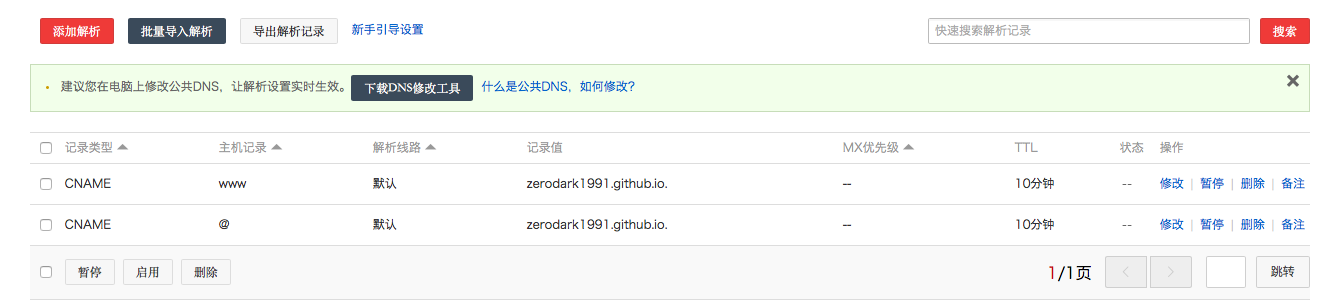 添加解析 批量导入解析 导出解析记录 新手引导设置 快速搜索解析记录 搜索
建议您在电脑上修改公共DNS，让解析设置实时生效。 下载DNS修改工具 什么是公共DNS，如何修改?
记录类型 主机记录 解析线路 记录值 MX优先级 TTL 状态 操作
CNAME www 默认 zerodark1991.github.io. -- 10分钟 -- 修改 | 暂停 | 删除 | 备注
CNAME @ 默认 zerodark1991.github.io. -- 10分钟 -- 修改 | 暂停 | 删除 | 备注
暂停 启用 删除 1/1页 跳转